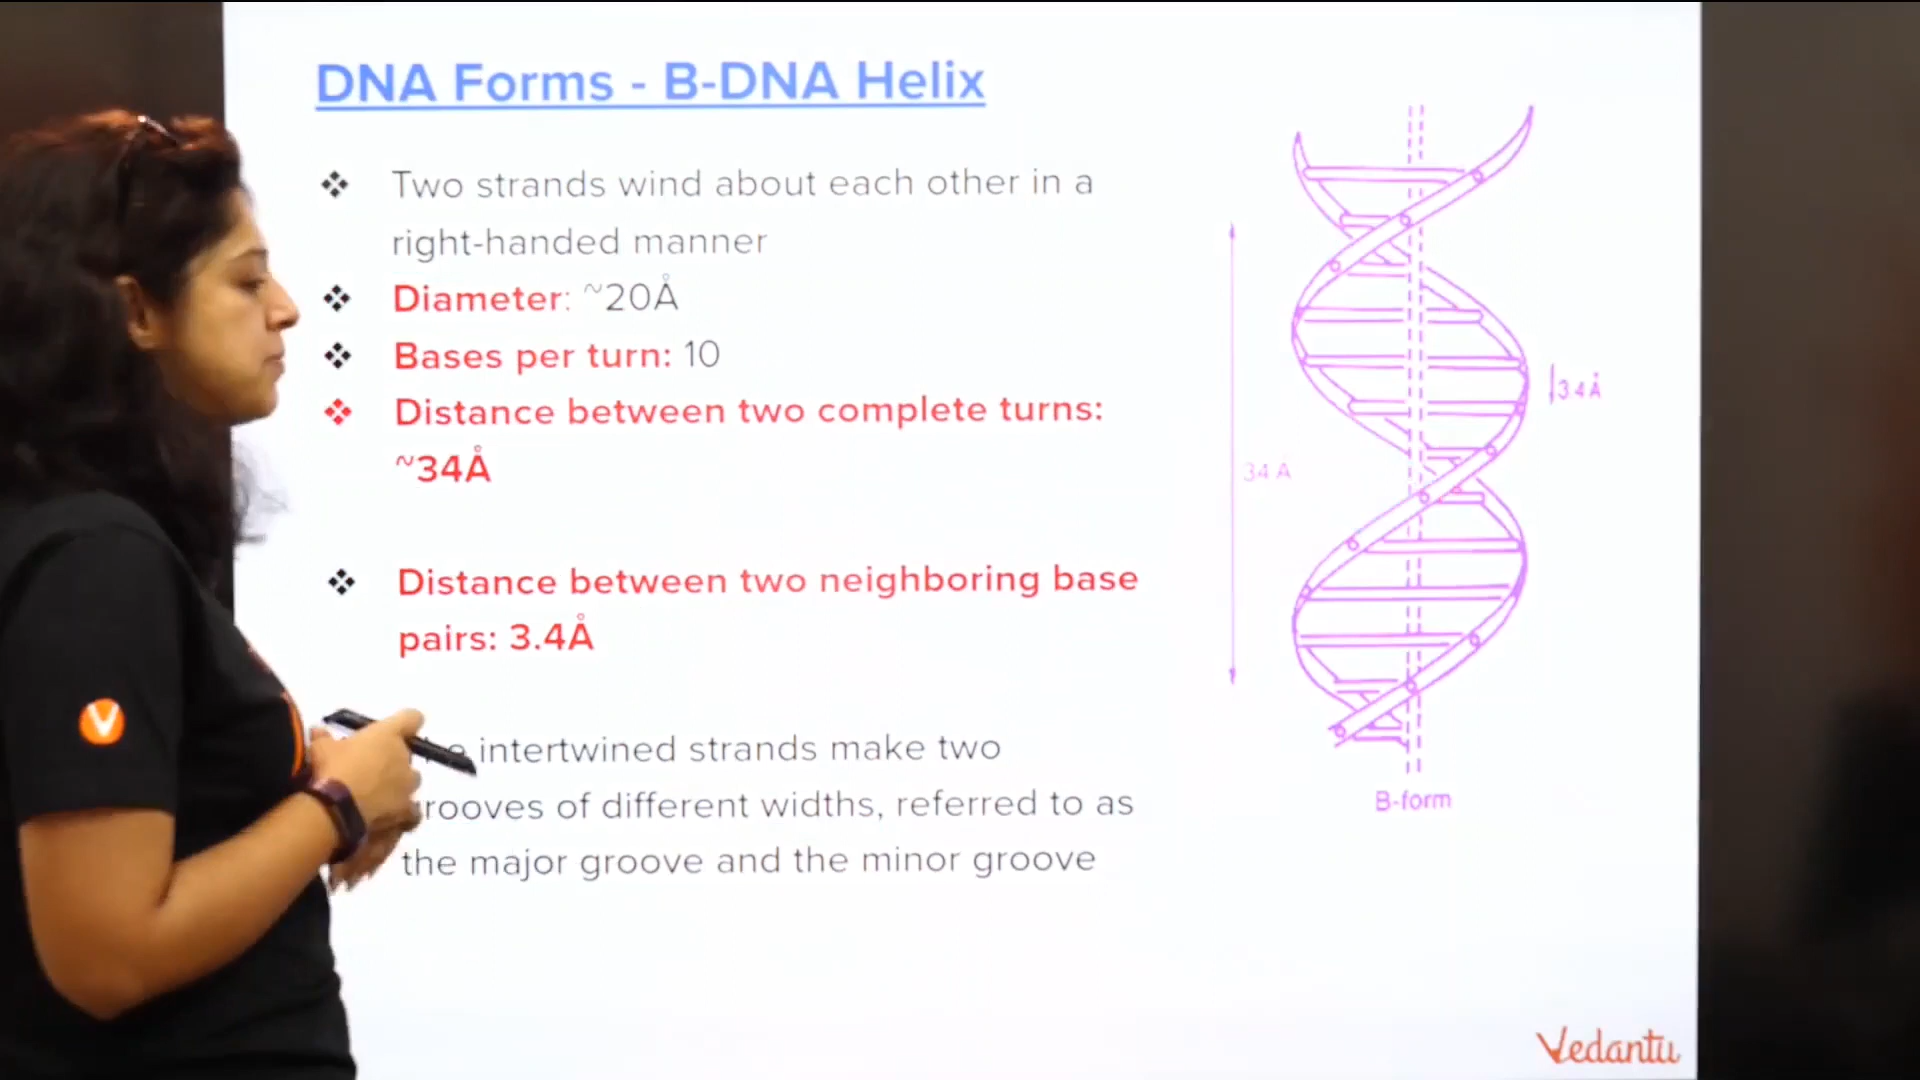 DNA Forms - B-DNA Helix
❖ Two strands wind about each other in a
right-handed manner
❖ Diameter: ~20Å
❖ Bases per turn: 10
❖ Distance between two complete turns:
~34Å
❖ Distance between two neighboring base
pairs: 3.4Å
intertwined strands make two
grooves of different widths, referred to as
the major groove and the minor groove
34 Å
3.4 Å
B-form
V
Vedantu